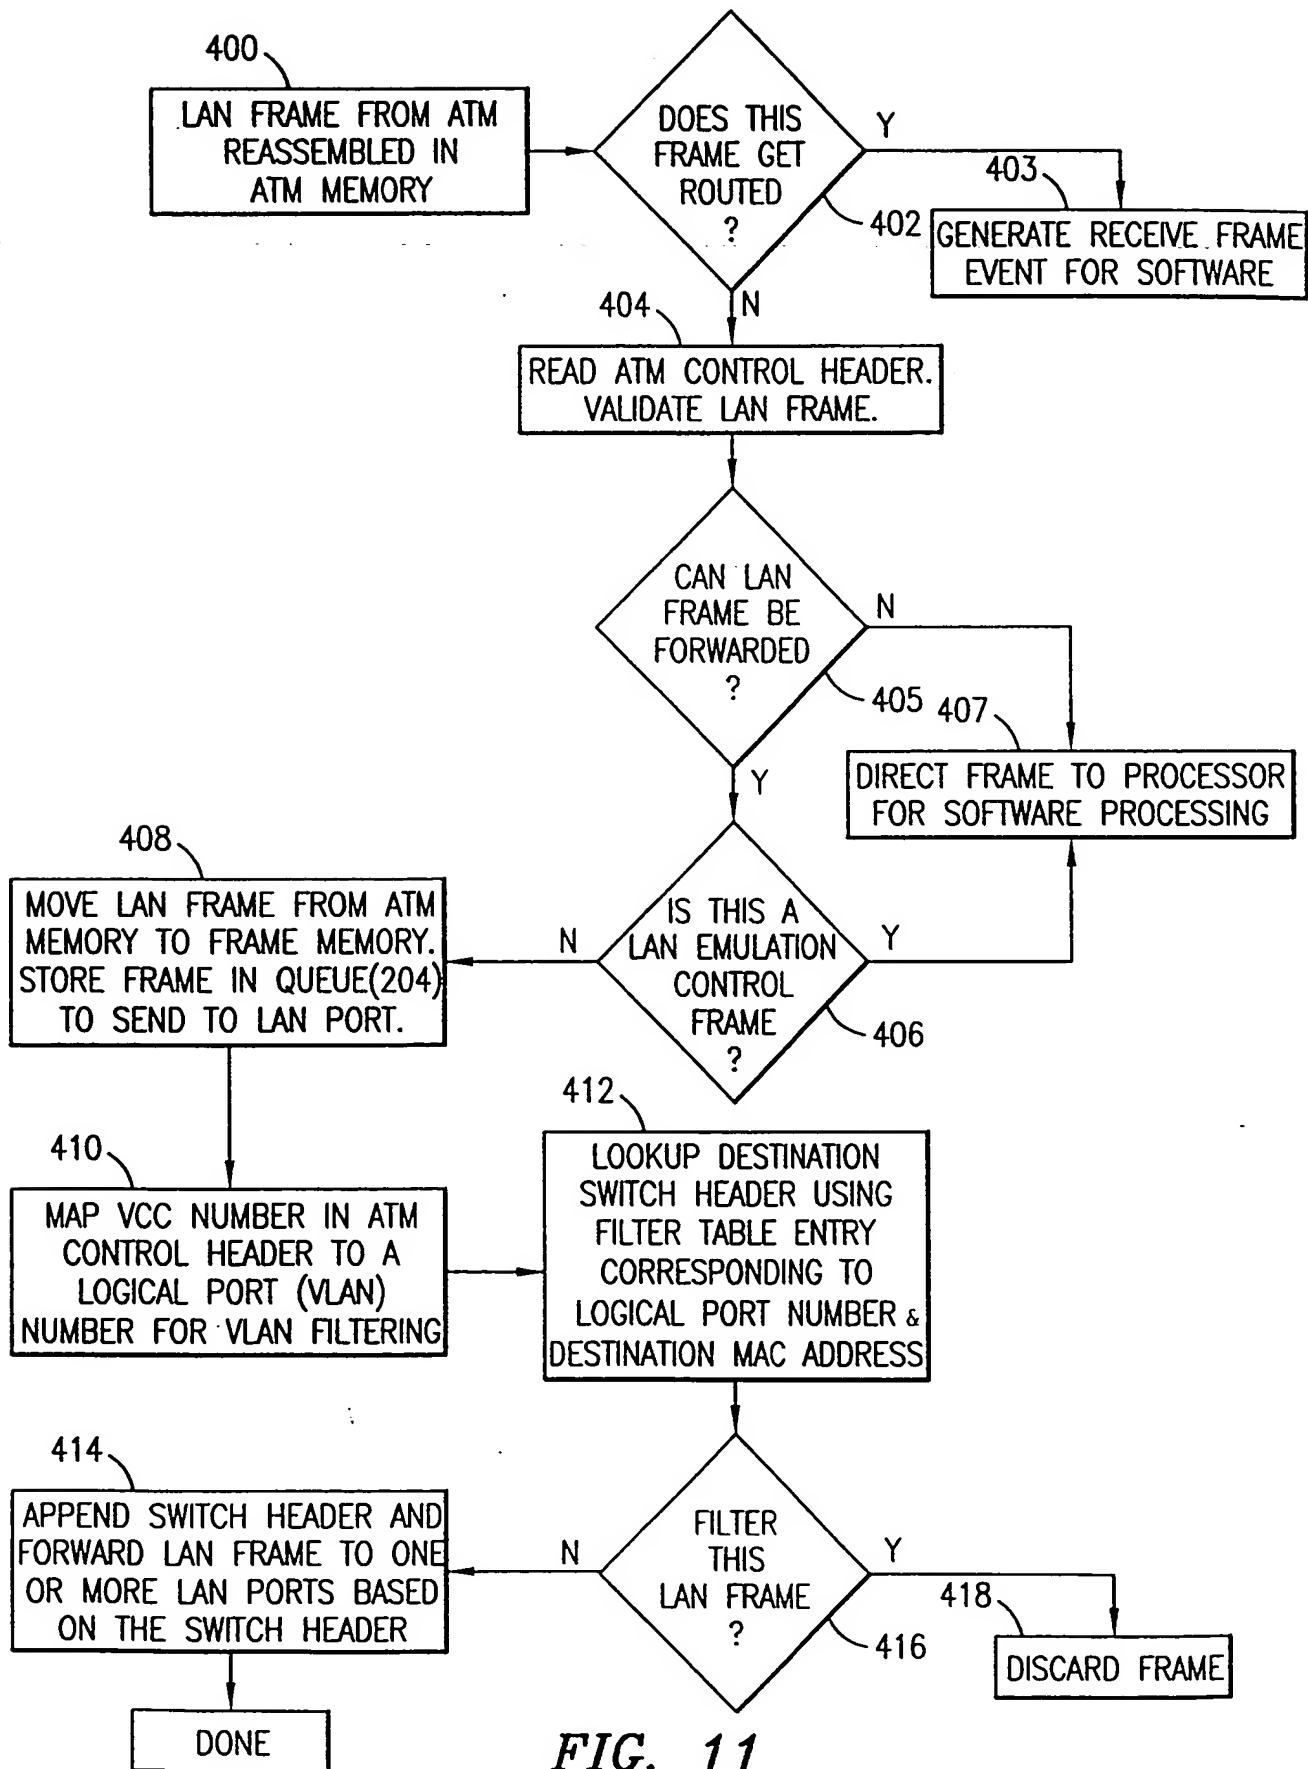 400
LAN FRAME FROM ATM
REASSEMBLED IN
ATM MEMORY
DOES THIS
FRAME GET
ROUTED
?
402
Y
403
GENERATE RECEIVE FRAME
EVENT FOR SOFTWARE
N
404
READ ATM CONTROL HEADER.
VALIDATE LAN FRAME.
CAN LAN
FRAME BE
FORWARDED
?
405
N
407
DIRECT FRAME TO PROCESSOR
FOR SOFTWARE PROCESSING
Y
IS THIS A
LAN EMULATION
CONTROL
FRAME
?
406
Y
N
408
MOVE LAN FRAME FROM ATM
MEMORY TO FRAME MEMORY.
STORE FRAME IN QUEUE(204)
TO SEND TO LAN PORT.
410
MAP VCC NUMBER IN ATM
CONTROL HEADER TO A
LOGICAL PORT (VLAN)
NUMBER FOR VLAN FILTERING
412
LOOKUP DESTINATION
SWITCH HEADER USING
FILTER TABLE ENTRY
CORRESPONDING TO
LOGICAL PORT NUMBER &
DESTINATION MAC ADDRESS
FILTER
THIS
LAN FRAME
?
416
Y
418
DISCARD FRAME
N
414
APPEND SWITCH HEADER AND
FORWARD LAN FRAME TO ONE
OR MORE LAN PORTS BASED
ON THE SWITCH HEADER
DONE
FIG. 11